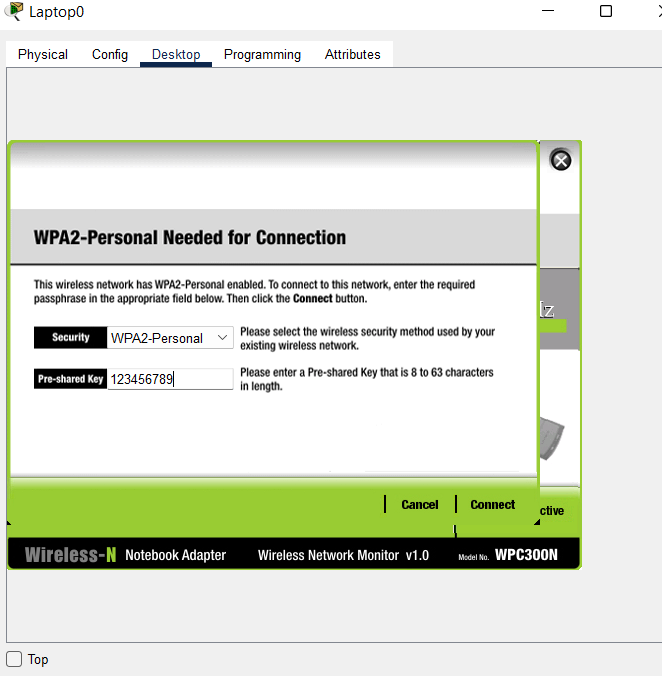 Laptop0
Physical Config Desktop Programming Attributes
WPA2-Personal Needed for Connection
This wireless network has WPA2-Personal enabled. To connect to this network, enter the required
passphrase in the appropriate field below. Then click the Connect button.
Security WPA2-Personal Please select the wireless security method used by your
existing wireless network.
Pre-shared Key 123456789 Please enter a Pre-shared Key that is 8 to 63 characters
in length.
Cancel Connect
Wireless-N Notebook Adapter Wireless Network Monitor v1.0 Model No. WPC300N
Top